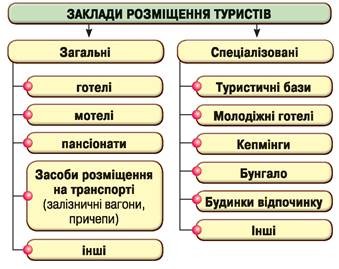 ЗАКЛАДИ РОЗМІЩЕННЯ ТУРИСТІВ
Загальні
готелі
мотелі
пансіонати
Засоби розміщення
на транспорті
(залізничні вагони,
причепи)
інші
Спеціалізовані
Туристичні бази
Молодіжні готелі
Кепмінги
Бунгало
Будинки відпочинку
Інші